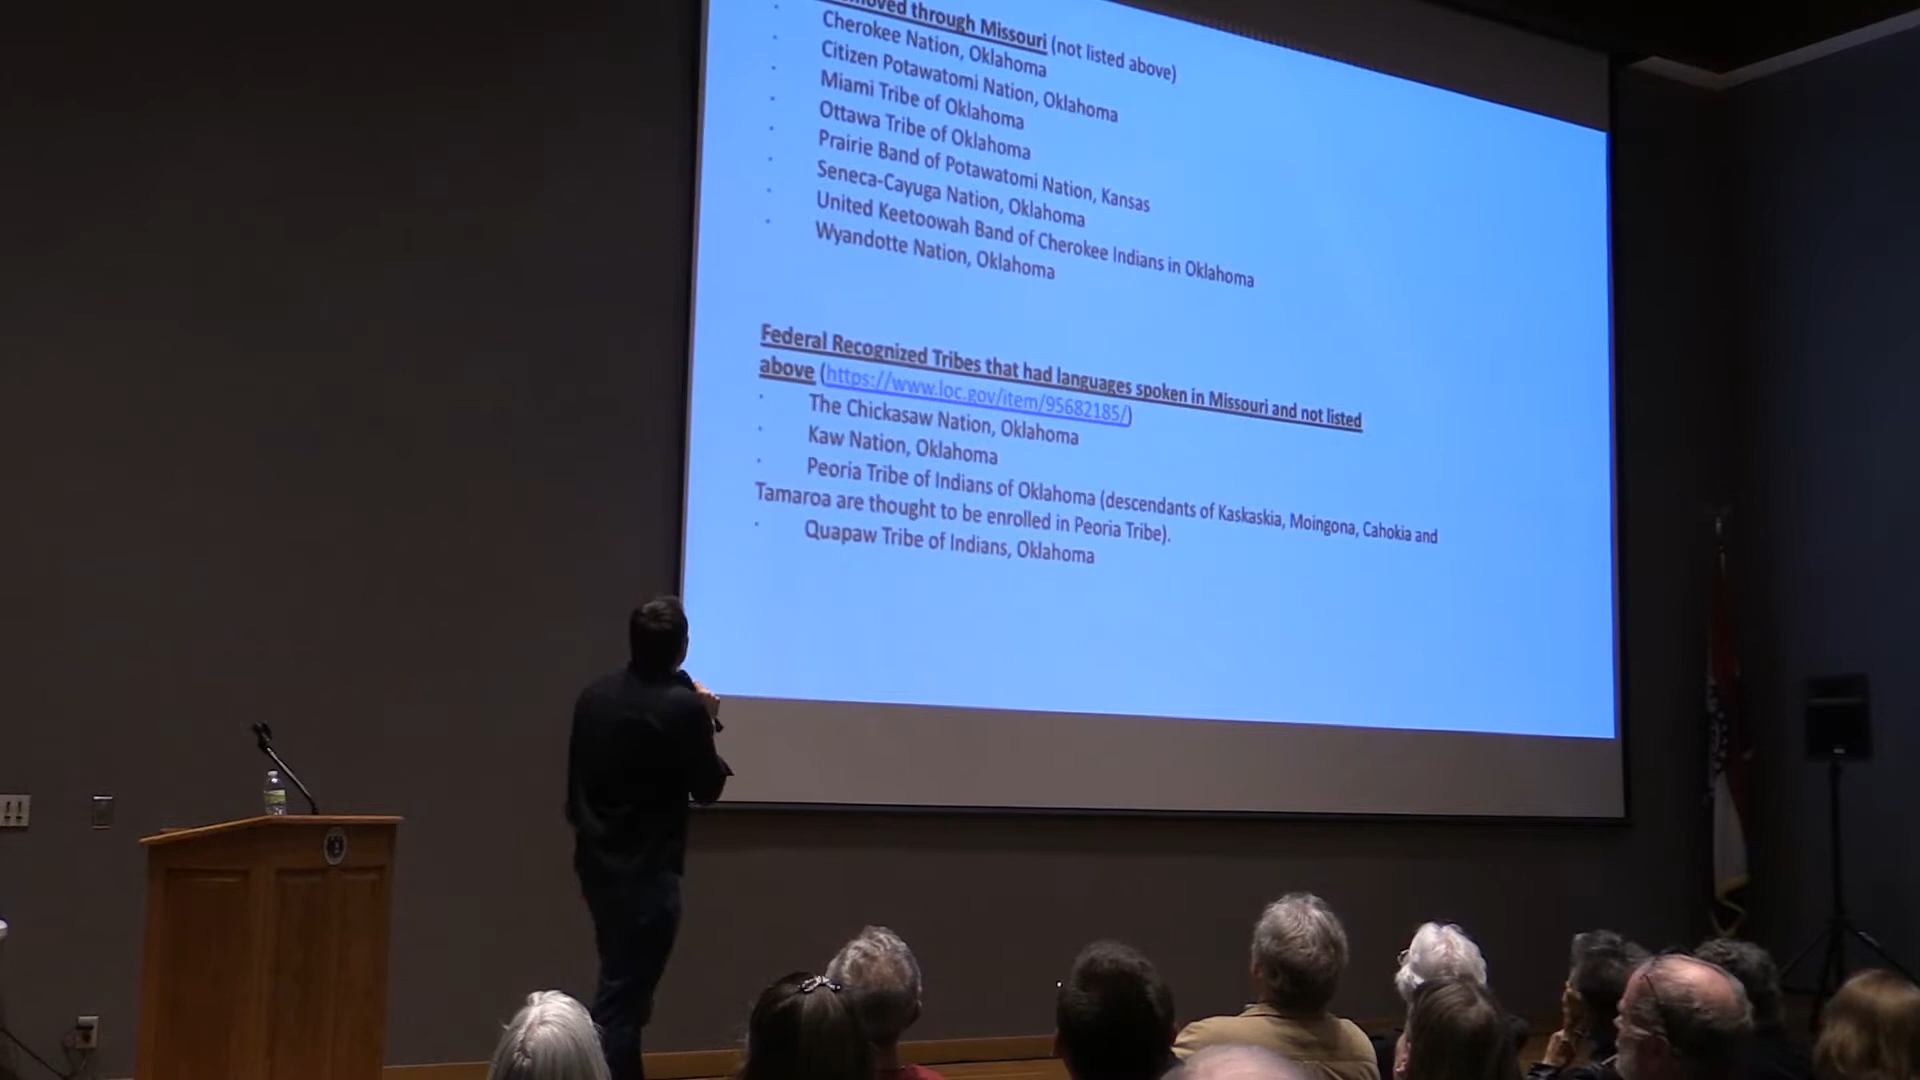 through Missouri (not listed above)
· Cherokee Nation, Oklahoma
· Citizen Potawatomi Nation, Oklahoma
· Miami Tribe of Oklahoma
· Ottawa Tribe of Oklahoma
· Prairie Band of Potawatomi Nation, Kansas
· Seneca-Cayuga Nation, Oklahoma
· United Keetoowah Band of Cherokee Indians in Oklahoma
· Wyandotte Nation, Oklahoma
Federal Recognized Tribes that had languages spoken in Missouri and not listed
above (https://www.loc.gov/item/95682185/)
· The Chickasaw Nation, Oklahoma
· Kaw Nation, Oklahoma
· Peoria Tribe of Indians of Oklahoma (descendants of Kaskaskia, Moingona, Cahokia and
Tamaroa are thought to be enrolled in Peoria Tribe).
· Quapaw Tribe of Indians, Oklahoma